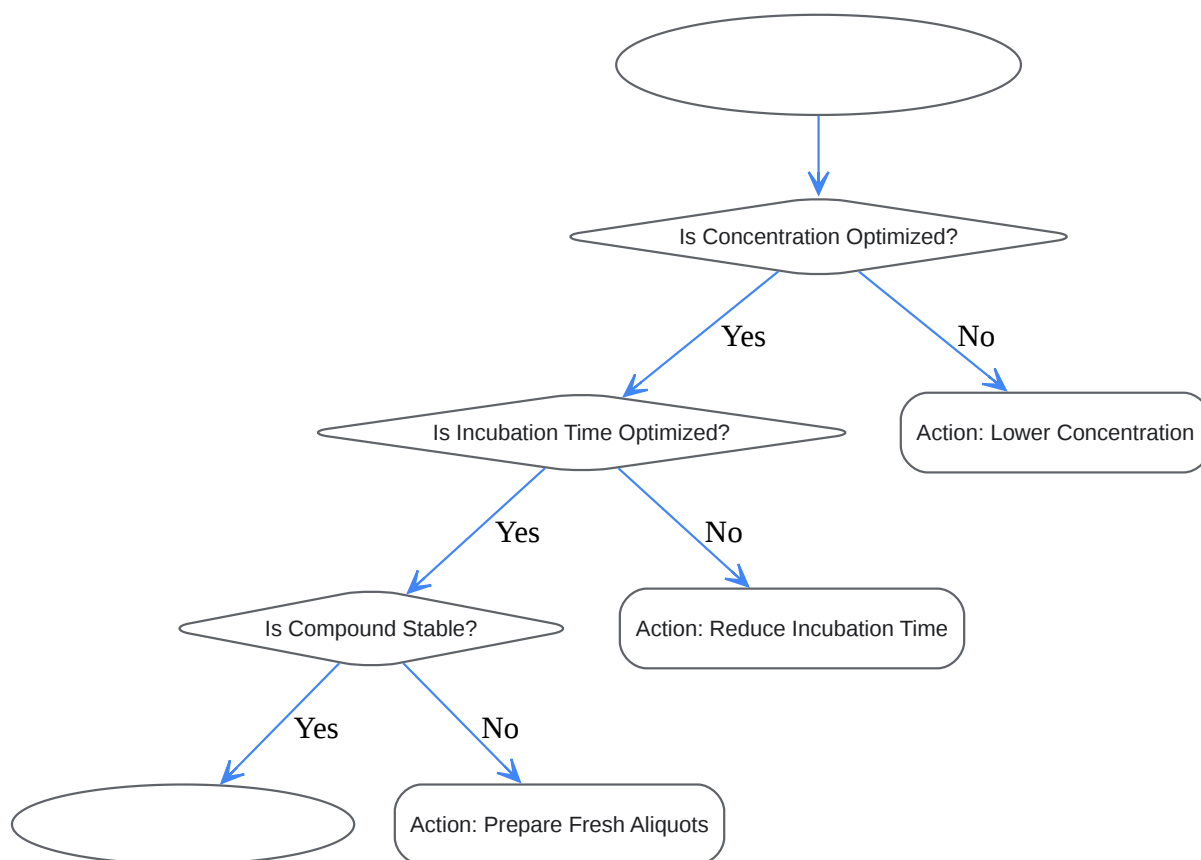 Is Concentration Optimized?
Yes
No
Is Incubation Time Optimized?
Action: Lower Concentration
Yes
No
Is Compound Stable?
Action: Reduce Incubation Time
Yes
No
Action: Prepare Fresh Aliquots